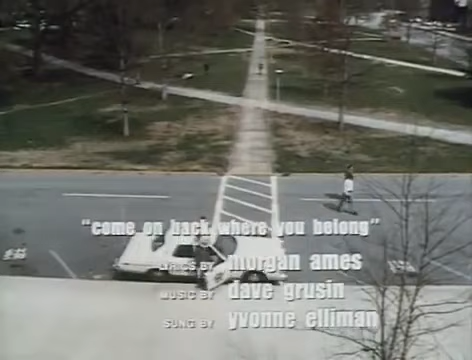 "come on back where you belong"
LYRICS BY morgan ames
MUSIC BY dave grusin
SUNG BY yvonne elliman